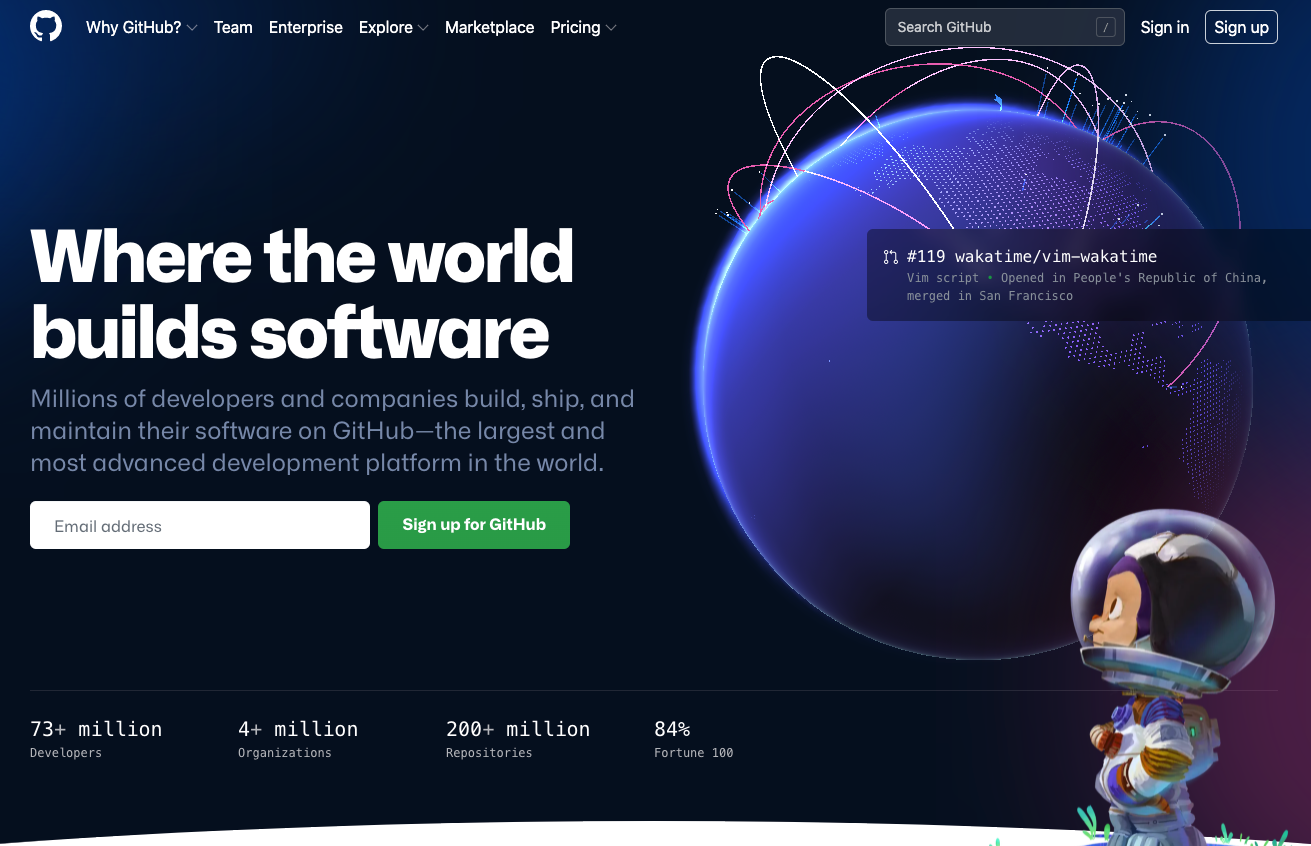 Why GitHub? Team Enterprise Explore Marketplace Pricing Search GitHub / Sign in Sign up
Where the world
builds software
Millions of developers and companies build, ship, and
maintain their software on GitHub—the largest and
most advanced development platform in the world.
Email address Sign up for GitHub
#119 wakatime/vim-wakatime
Vim script • Opened in People's Republic of China,
merged in San Francisco
73+ million 4+ million 200+ million 84%
Developers Organizations Repositories Fortune 100